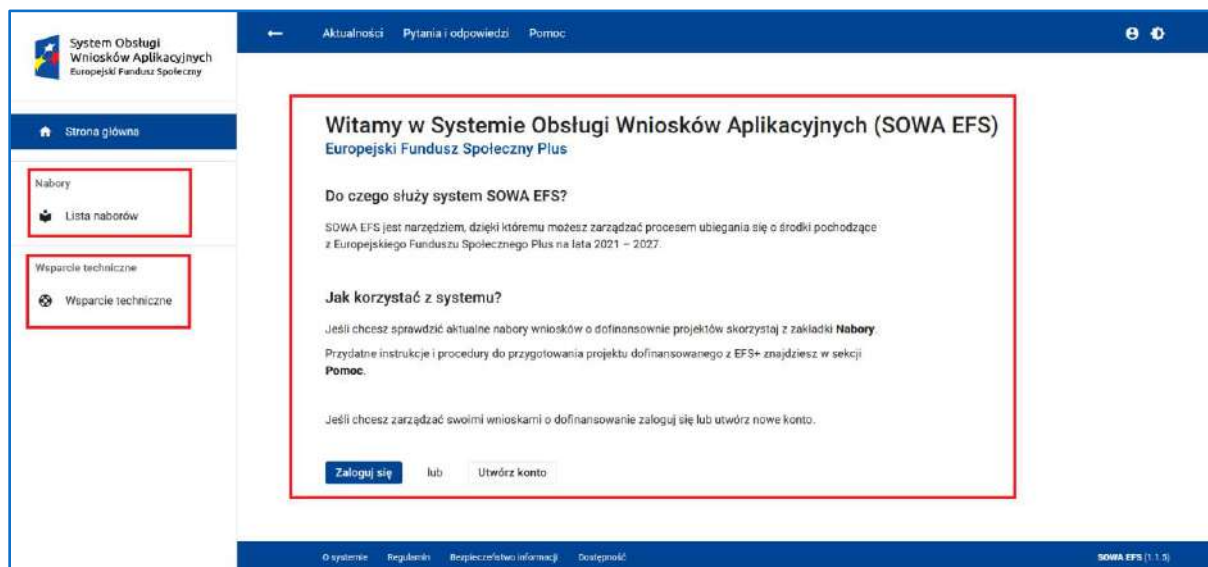 System Obsługi
Wniosków Aplikacyjnych
Europejski Fundusz Społeczny
Aktualności Pytania i odpowiedzi Pomoc
Strona główna
Nabory
Lista naborów
Wsparcie techniczne
Wsparcie techniczne
Witamy w Systemie Obsługi Wniosków Aplikacyjnych (SOWA EFS)
Europejski Fundusz Społeczny Plus
Do czego służy system SOWA EFS?
SOWA EFS jest narzędziem, dzięki któremu możesz zarządzać procesem ubiegania się o środki pochodzące
z Europejskiego Funduszu Społecznego Plus na lata 2021 – 2027.
Jak korzystać z systemu?
Jeśli chcesz sprawdzić aktualne nabory wniosków o dofinansownie projektów skorzystaj z zakładki Nabory.
Przydatne instrukcje i procedury do przygotowania projektu dofinansowanego z EFS+ znajdziesz w sekcji
Pomoc.
Jeśli chcesz zarządzać swoimi wnioskami o dofinansowanie zaloguj się lub utwórz nowe konto.
Zaloguj się lub Utwórz konto
O systemie Regulamin Bezpieczeństwo informacji Dostępność SOWA EFS (1.1.5)